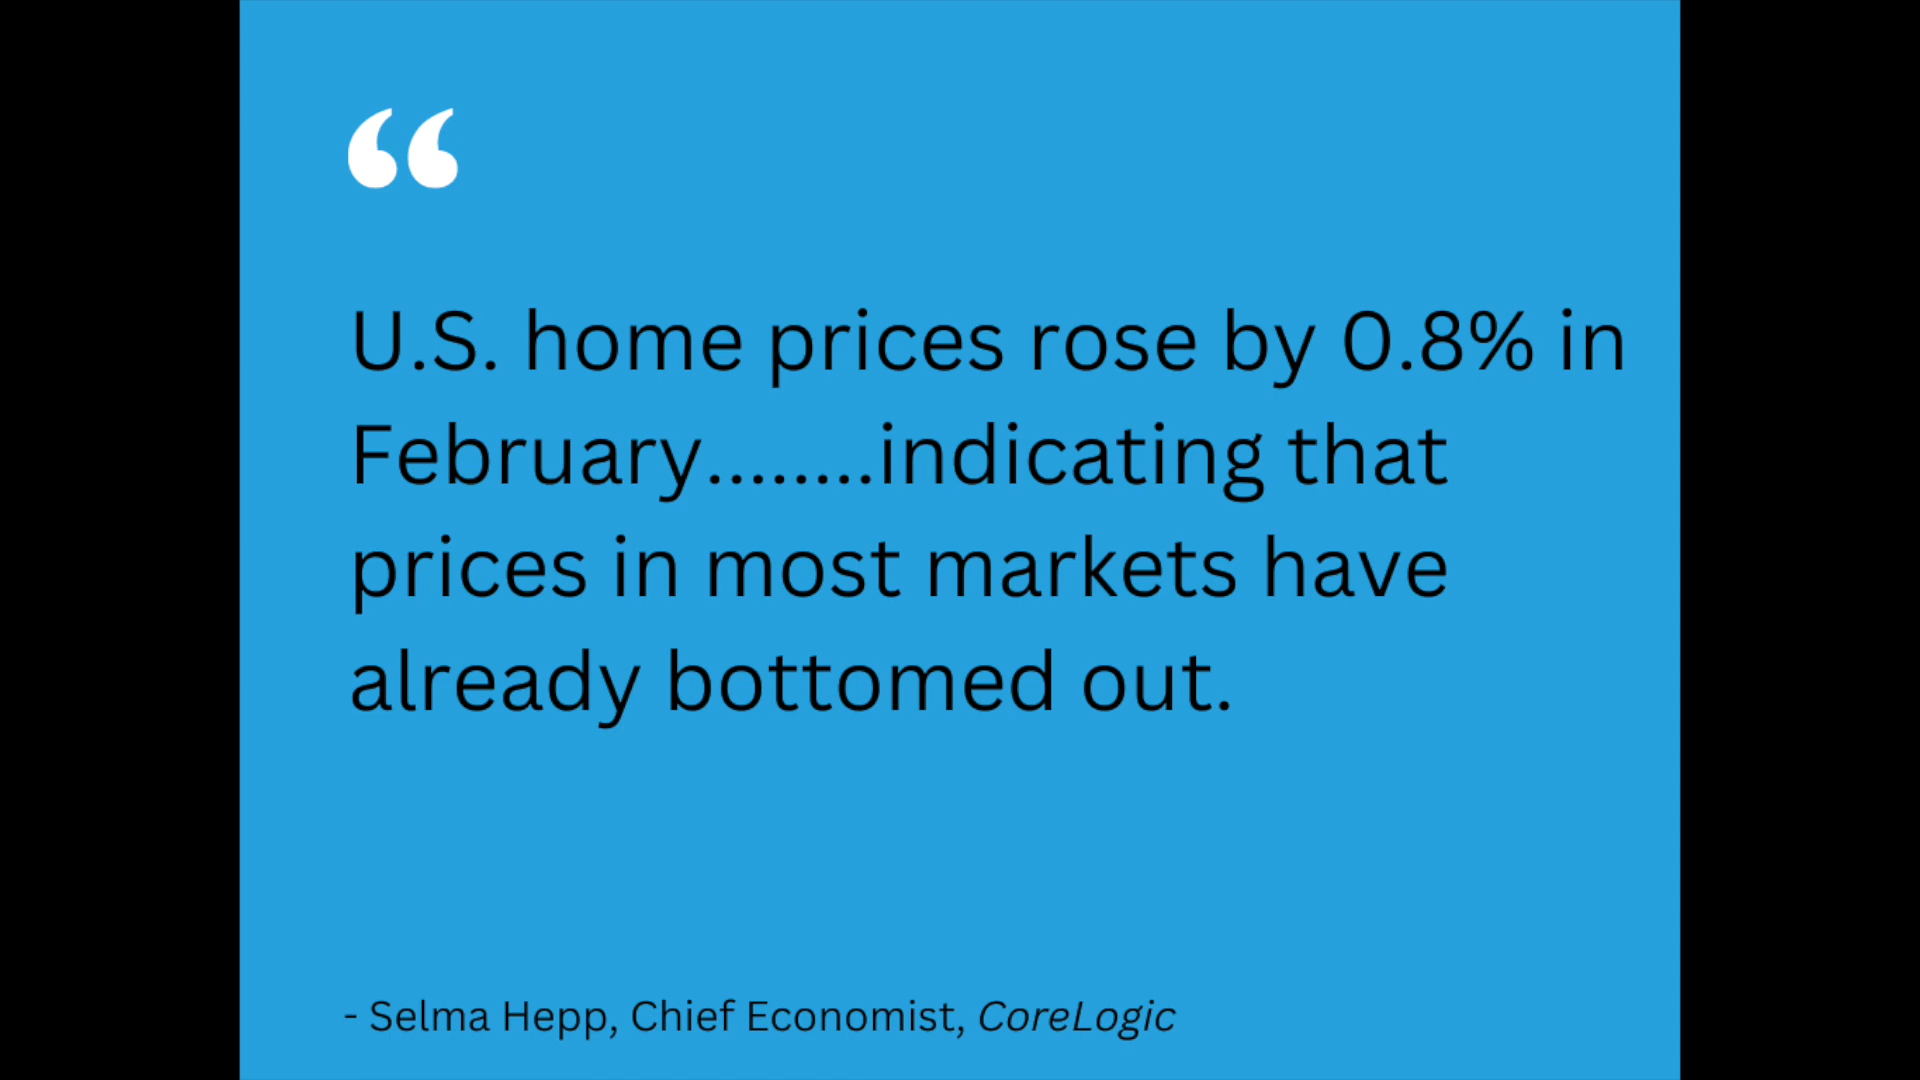 “
U.S. home prices rose by 0.8% in
February........indicating that
prices in most markets have
already bottomed out.
- Selma Hepp, Chief Economist, CoreLogic